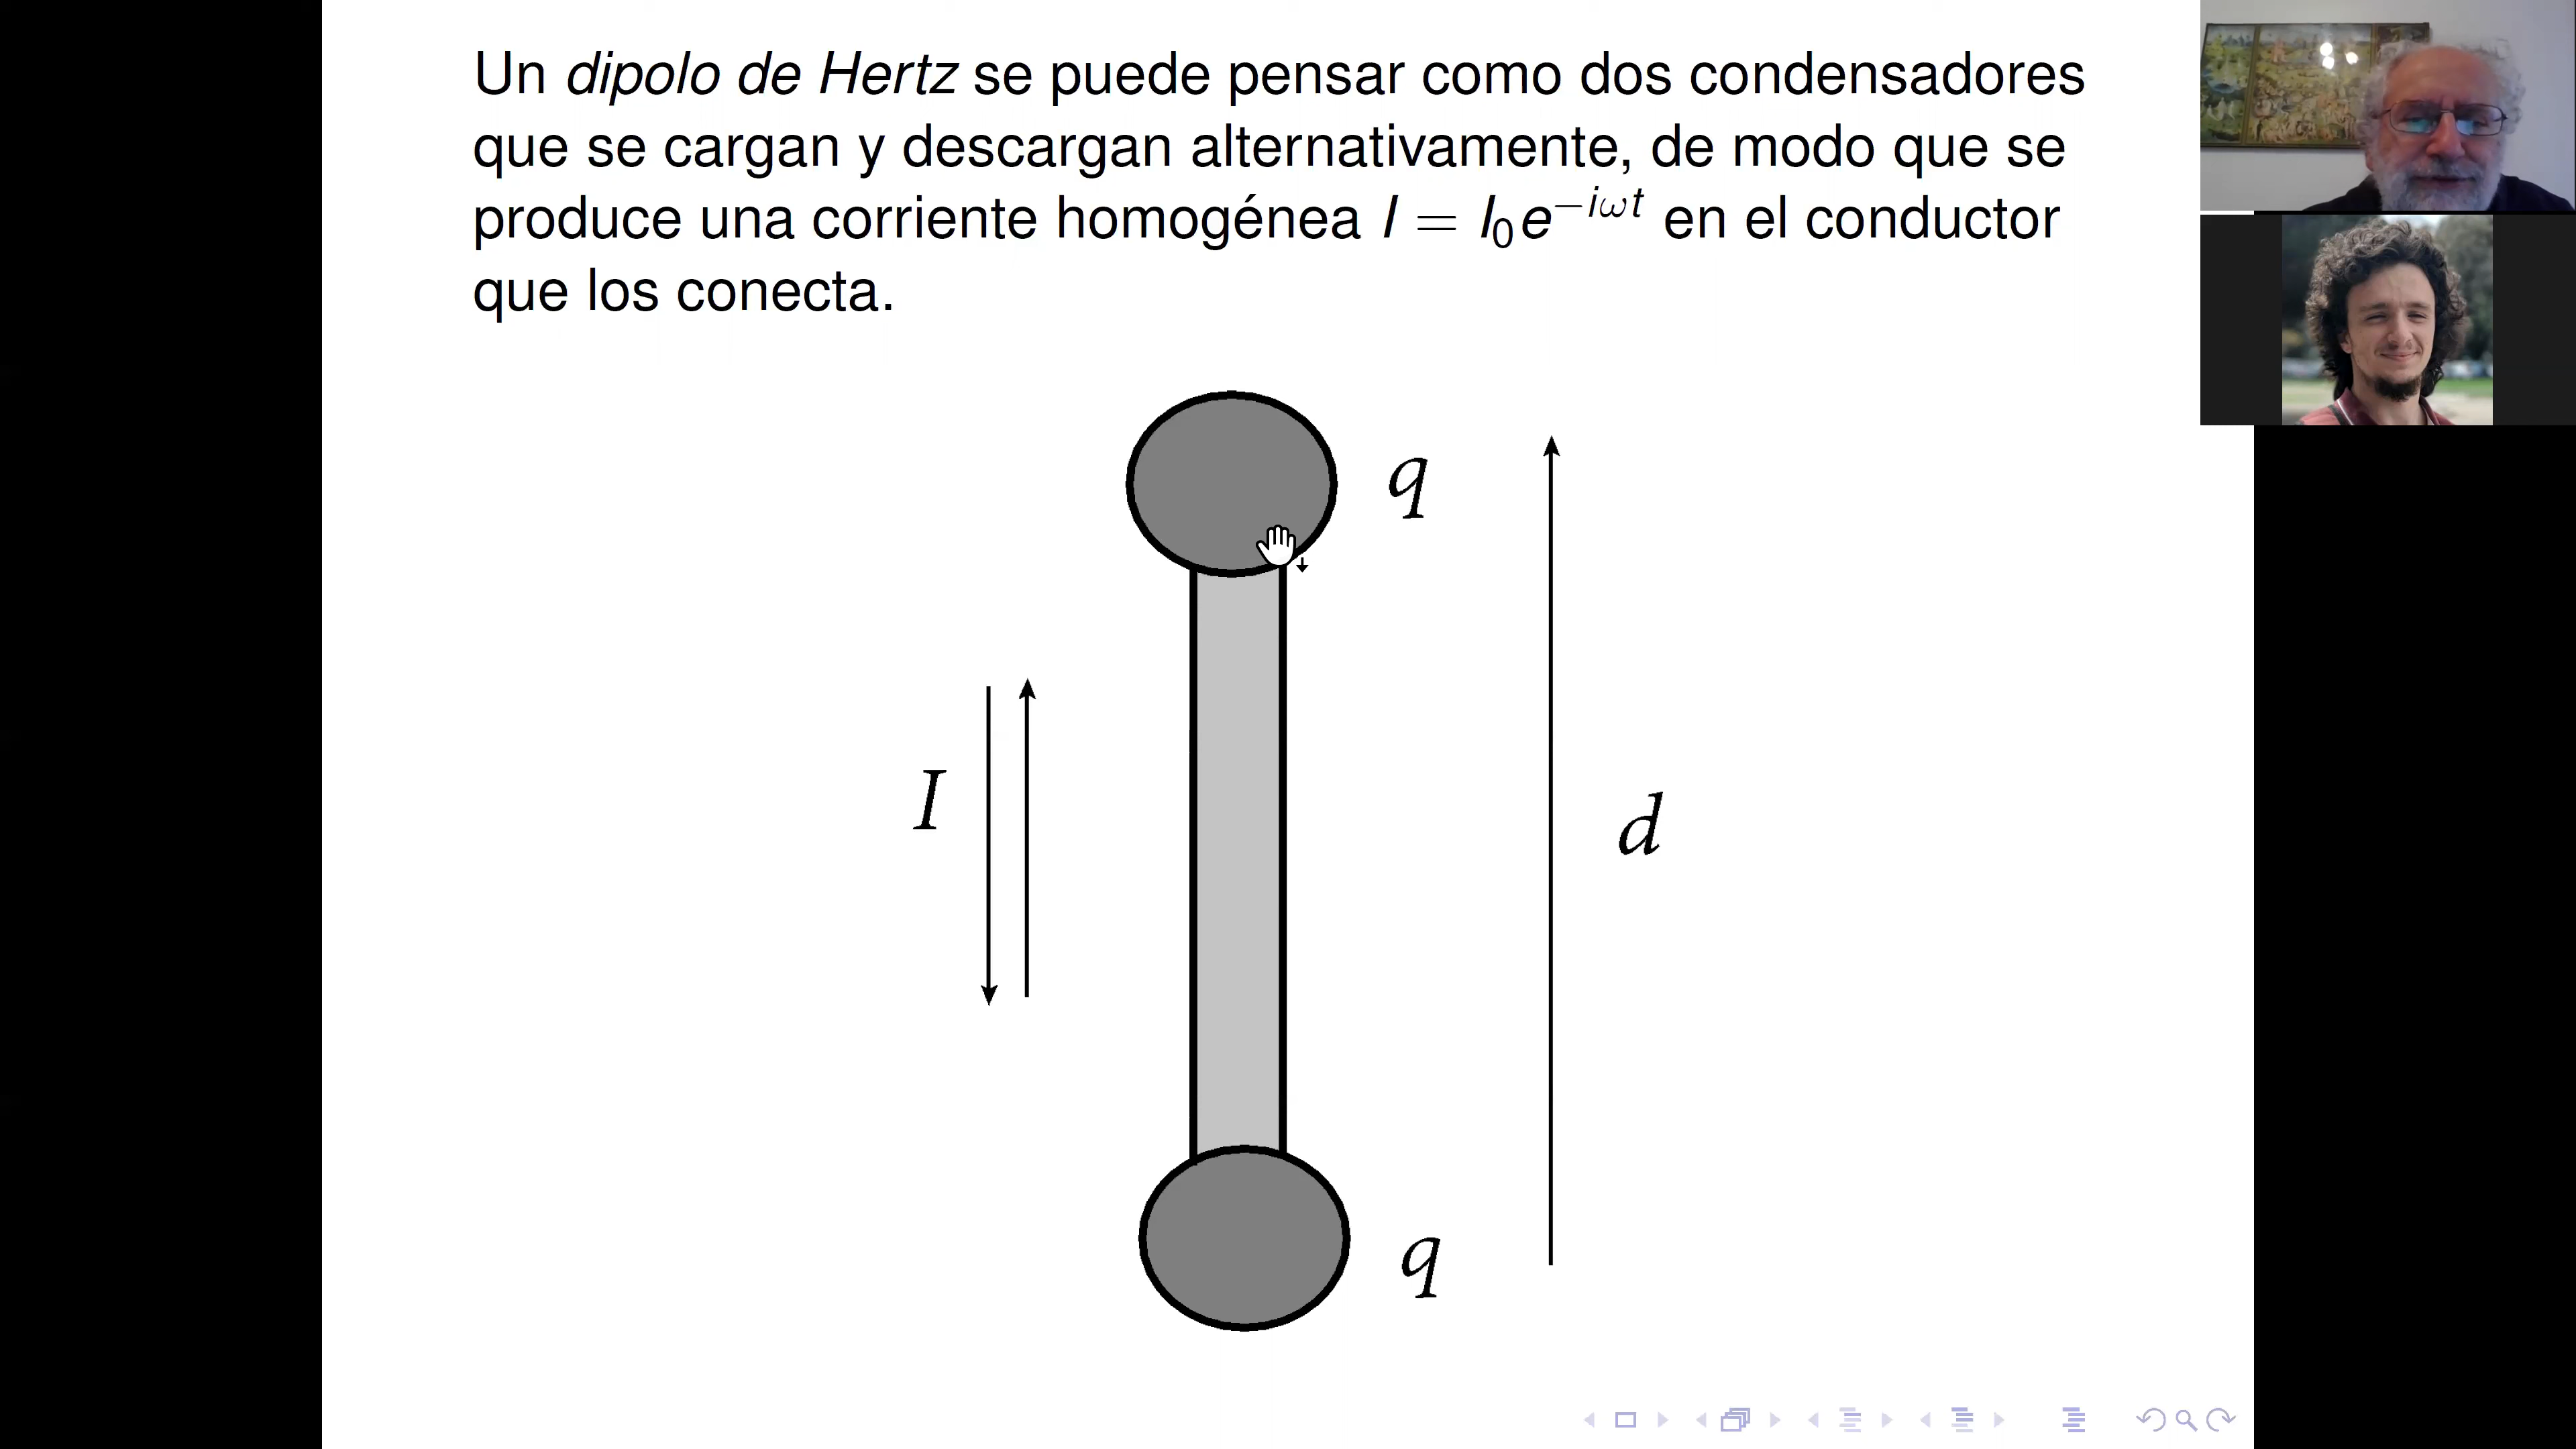 Un dipolo de Hertz se puede pensar como dos condensadores
que se cargan y descargan alternativamente, de modo que se
produce una corriente homogénea I = I₀e^{−iωt} en el conductor
que los conecta.
q
I
d
q